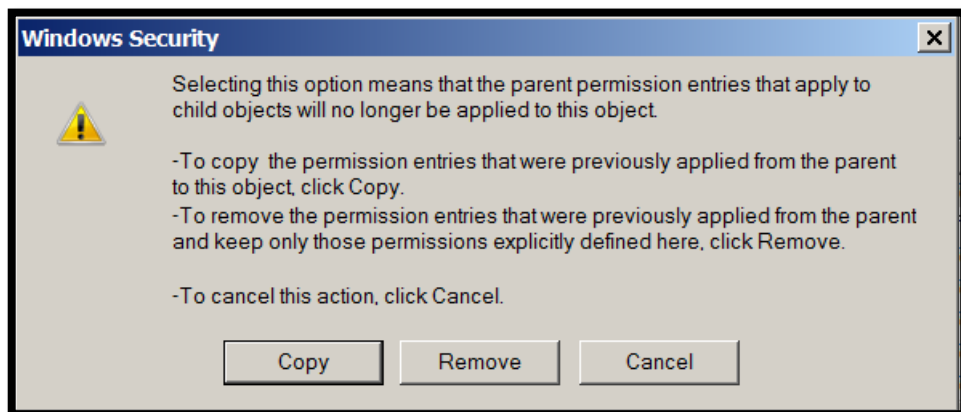 Windows Security
Selecting this option means that the parent permission entries that apply to
child objects will no longer be applied to this object.
-To copy  the permission entries that were previously applied from the parent
to this object, click Copy.
-To remove the permission entries that were previously applied from the parent
and keep only those permissions explicitly defined here, click Remove.
-To cancel this action, click Cancel.
Copy
Remove
Cancel